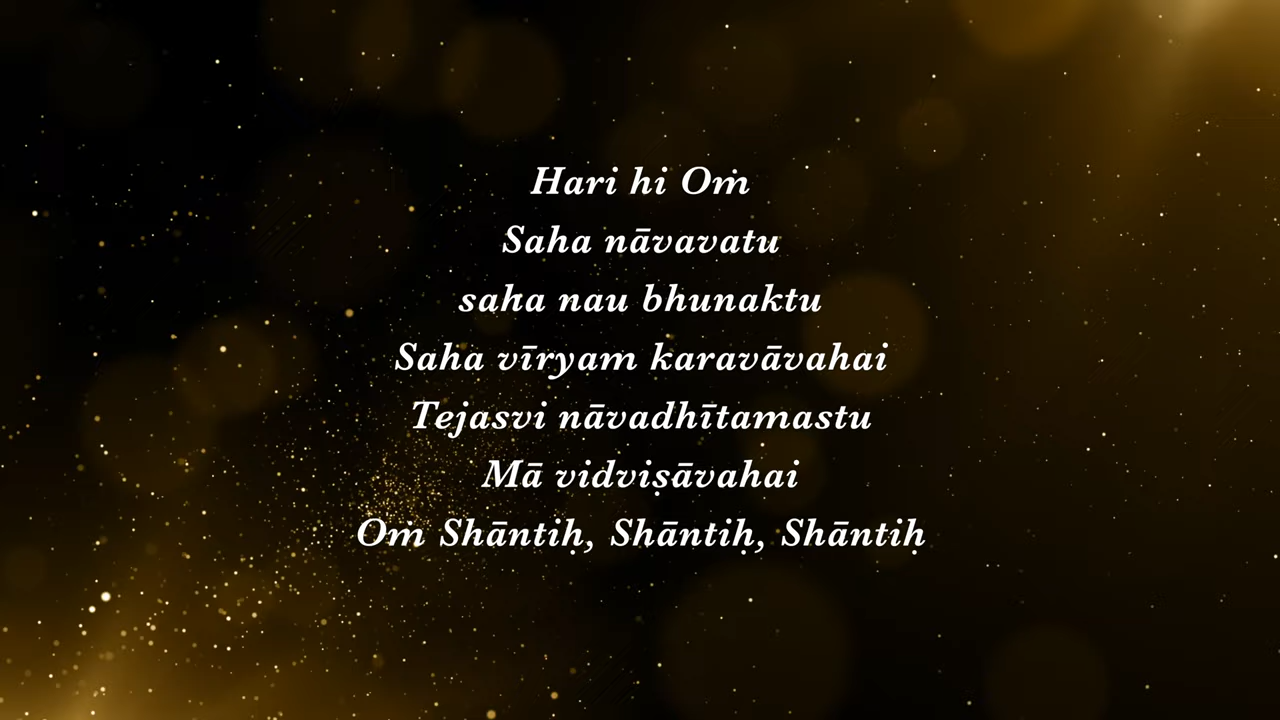 Hari hi Oṁ
Saha nāvavatu
saha nau bhunaktu
Saha vīryam karavāvahai
Tejasvi nāvadhītamastu
Mā vidviṣāvahai
Oṁ Shāntiḥ, Shāntiḥ, Shāntiḥ